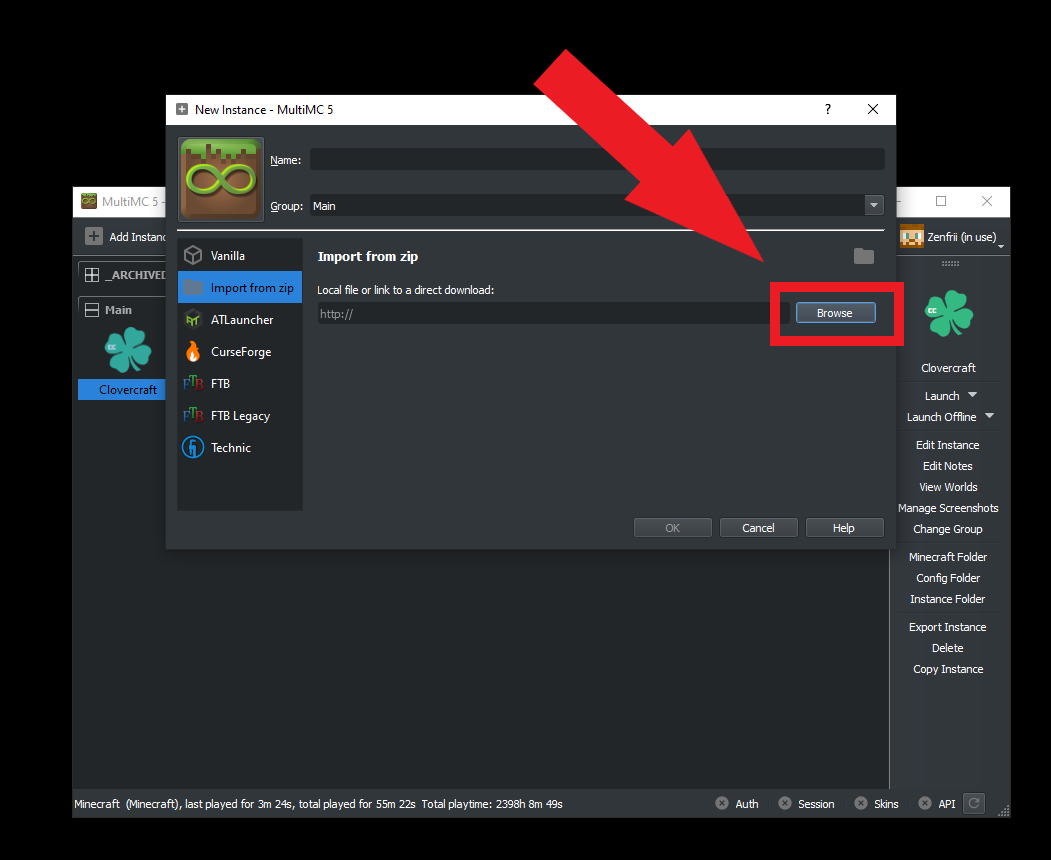 New Instance - MultiMC 5
?
Name:
Group: Main
MultiMC 5 -
Add Instanc
Zenfrii (in use)
_ARCHIVED
Main
Clovercraft
Vanilla
Import from zip
ATLauncher
CurseForge
FTB
FTB Legacy
Technic
Import from zip
Local file or link to a direct download:
http://
Browse
OK
Cancel
Help
Clovercraft
Launch
Launch Offline
Edit Instance
Edit Notes
View Worlds
Manage Screenshots
Change Group
Minecraft Folder
Config Folder
Instance Folder
Export Instance
Delete
Copy Instance
Minecraft (Minecraft), last played for 3m 24s, total played for 55m 22s Total playtime: 2398h 8m 49s
Auth
Session
Skins
API